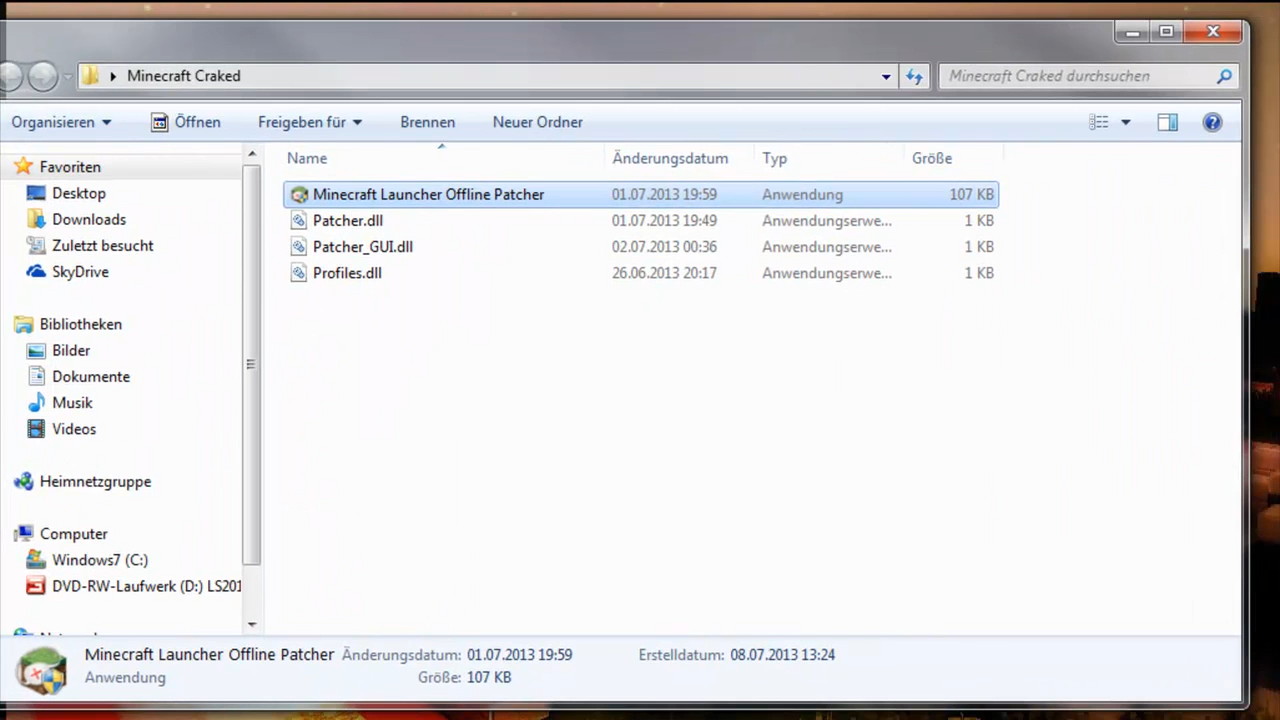 Minecraft Craked
Minecraft Craked durchsuchen
Organisieren Öffnen Freigeben für Brennen Neuer Ordner
Name Änderungsdatum Typ Größe
Favoriten
Desktop
Downloads
Zuletzt besucht
SkyDrive
Bibliotheken
Bilder
Dokumente
Musik
Videos
Heimnetzgruppe
Computer
Windows7 (C:)
DVD-RW-Laufwerk (D:) LS201
Minecraft Launcher Offline Patcher 01.07.2013 19:59 Anwendung 107 KB
Patcher.dll 01.07.2013 19:49 Anwendungserwe... 1 KB
Patcher_GUI.dll 02.07.2013 00:36 Anwendungserwe... 1 KB
Profiles.dll 26.06.2013 20:17 Anwendungserwe... 1 KB
Minecraft Launcher Offline Patcher Änderungsdatum: 01.07.2013 19:59 Erstelldatum: 08.07.2013 13:24
Anwendung Größe: 107 KB